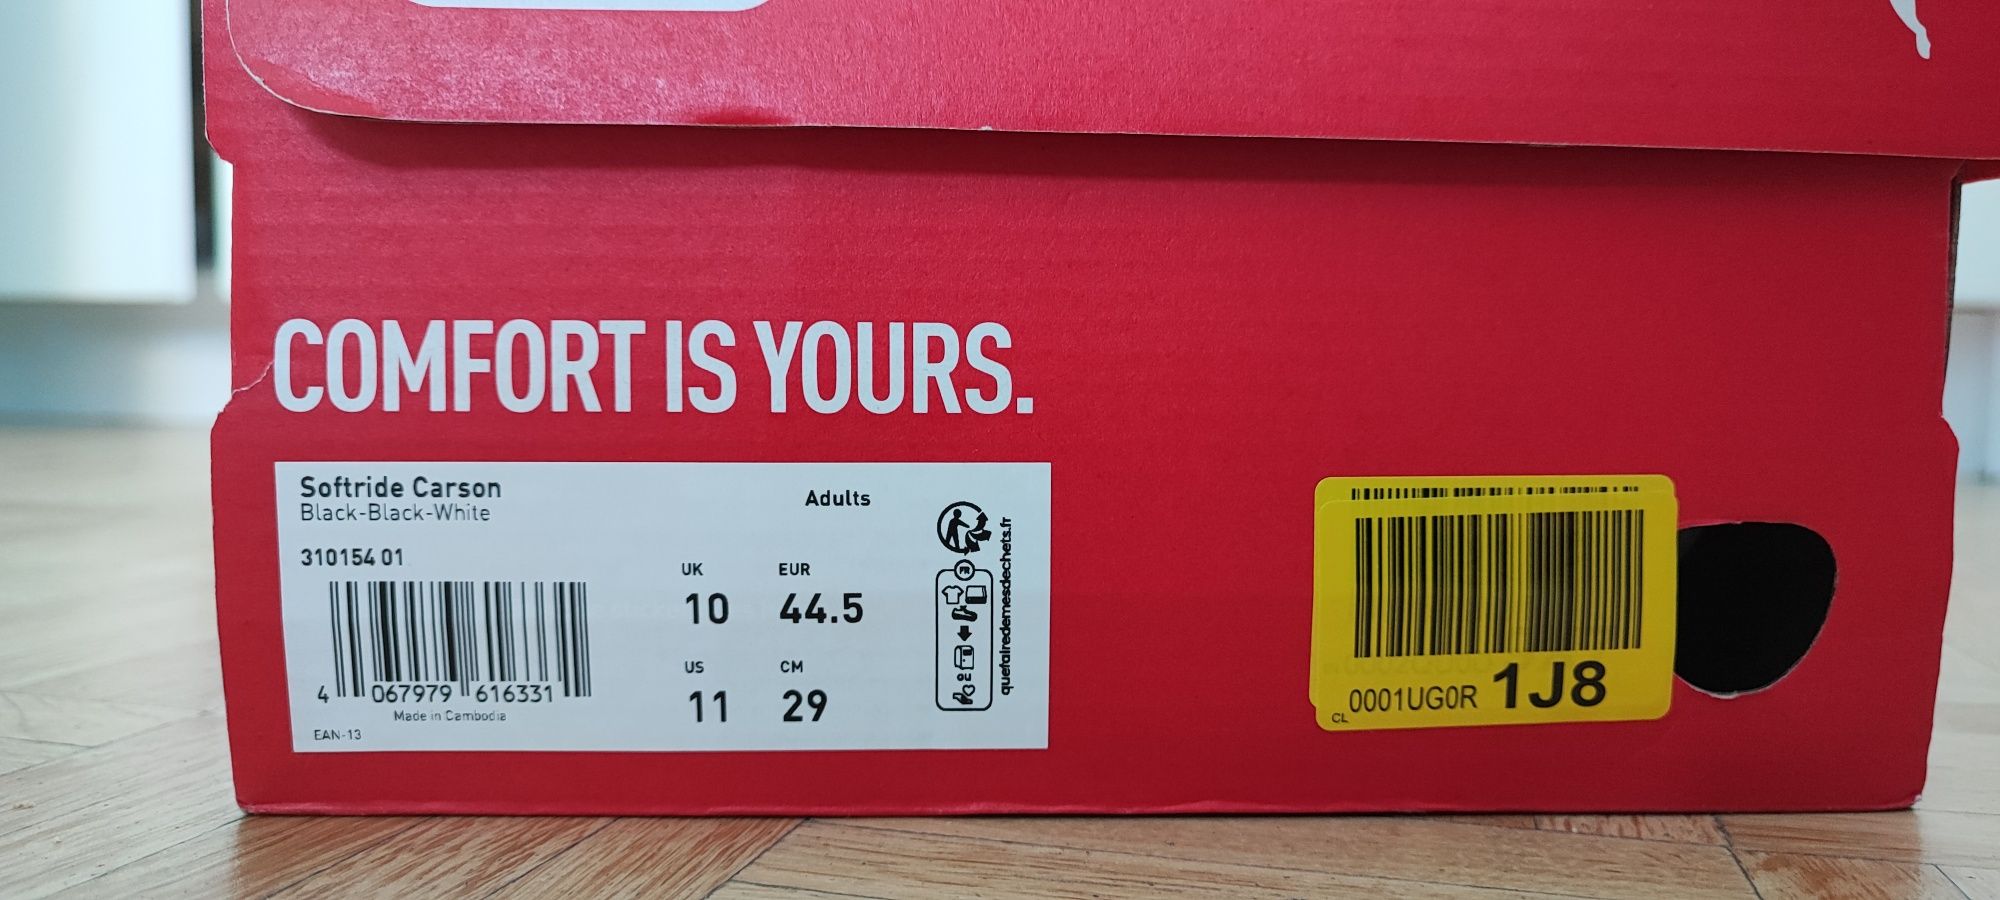 COMFORT IS YOURS.
Softride Carson
Black-Black-White
Adults
310154 01
UK
EUR
10
44.5
US
CM
11
29
4 067979 616331
Made in Cambodia
EAN-13
FR
quefairedemesdechets.fr
CL 0001UG0R 1J8